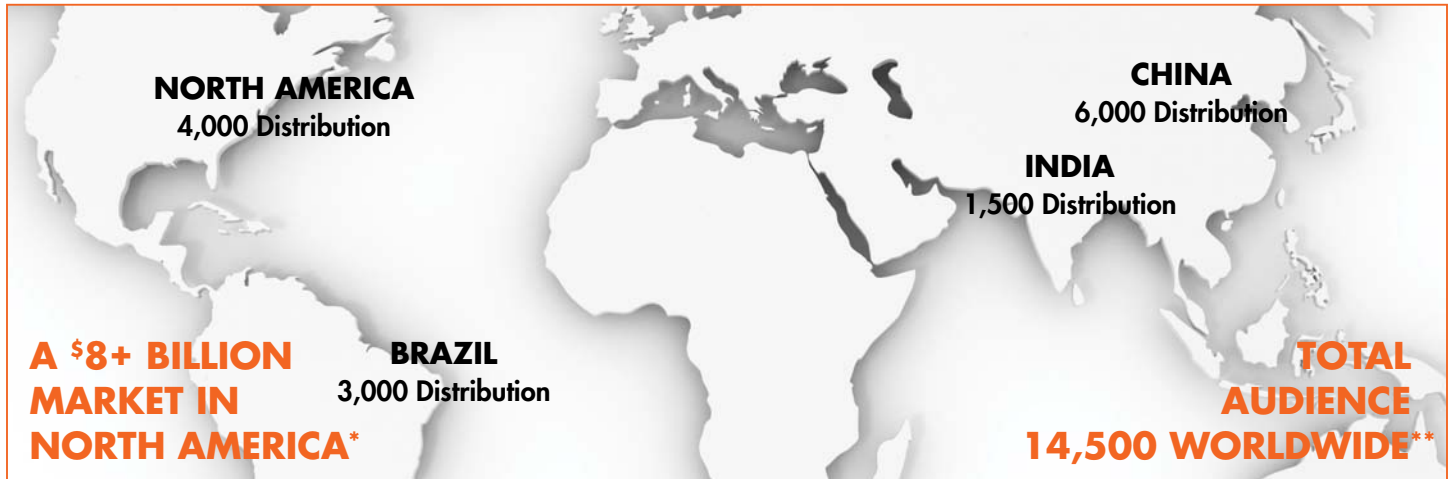 NORTH AMERICA
4,000 Distribution
CHINA
6,000 Distribution
INDIA
1,500 Distribution
BRAZIL
3,000 Distribution
A $8+ BILLION
MARKET IN
NORTH AMERICA*
TOTAL
AUDIENCE
14,500 WORLDWIDE**